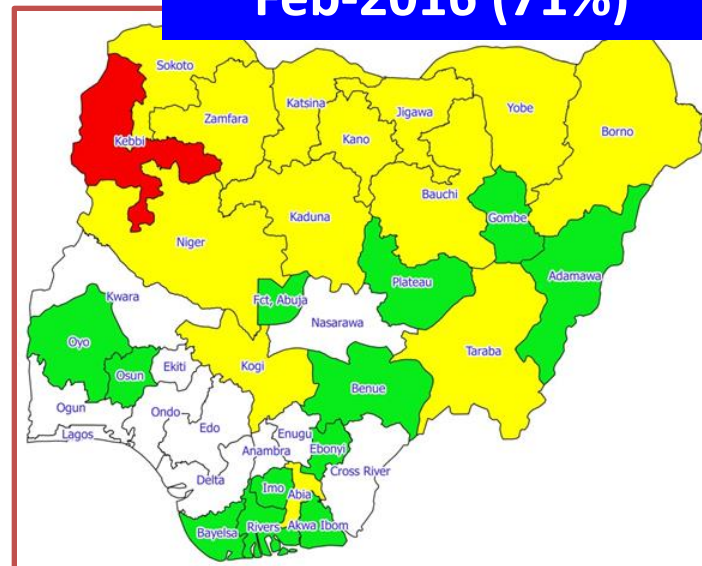 Feb-2016 (71%)
Sokoto
Katsina
Jigawa
Yobe
Zamfara
Kano
Borno
Kebbi
Bauchi
Gombe
Kaduna
Niger
Adamawa
Plateau
Fct, Abuja
Kwara
Nasarawa
Taraba
Oyo
Kogi
Ekiti
Osun
Benue
Ogun
Ondo
Edo
Enugu
Lagos
Anambra
Ebonyi
Cross River
Delta
Imo
Abia
Bayelsa
Rivers
Akwa Ibom